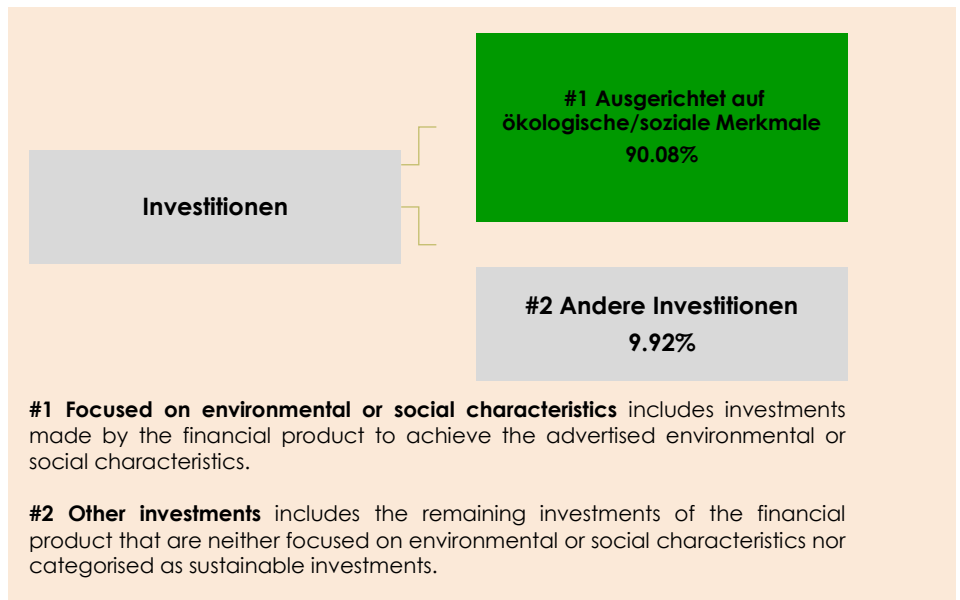 #1 Ausgerichtet auf
ökologische/soziale Merkmale
90.08%
Investitionen
#2 Andere Investitionen
9.92%
#1 Focused on environmental or social characteristics includes investments
made by the financial product to achieve the advertised environmental or
social characteristics.
#2 Other investments includes the remaining investments of the financial
product that are neither focused on environmental or social characteristics nor
categorised as sustainable investments.